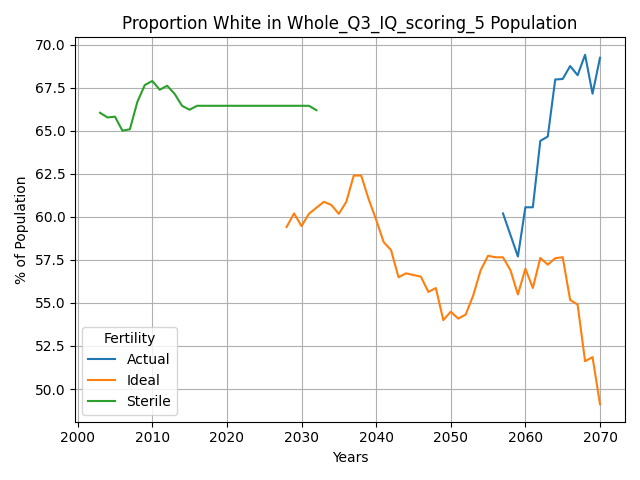 Proportion White in Whole_Q3_IQ_scoring_5 Population
% of Population
70.0
67.5
65.0
62.5
60.0
57.5
55.0
52.5
50.0
Fertility
Actual
Ideal
Sterile
2000 2010 2020 2030 2040 2050 2060 2070
Years